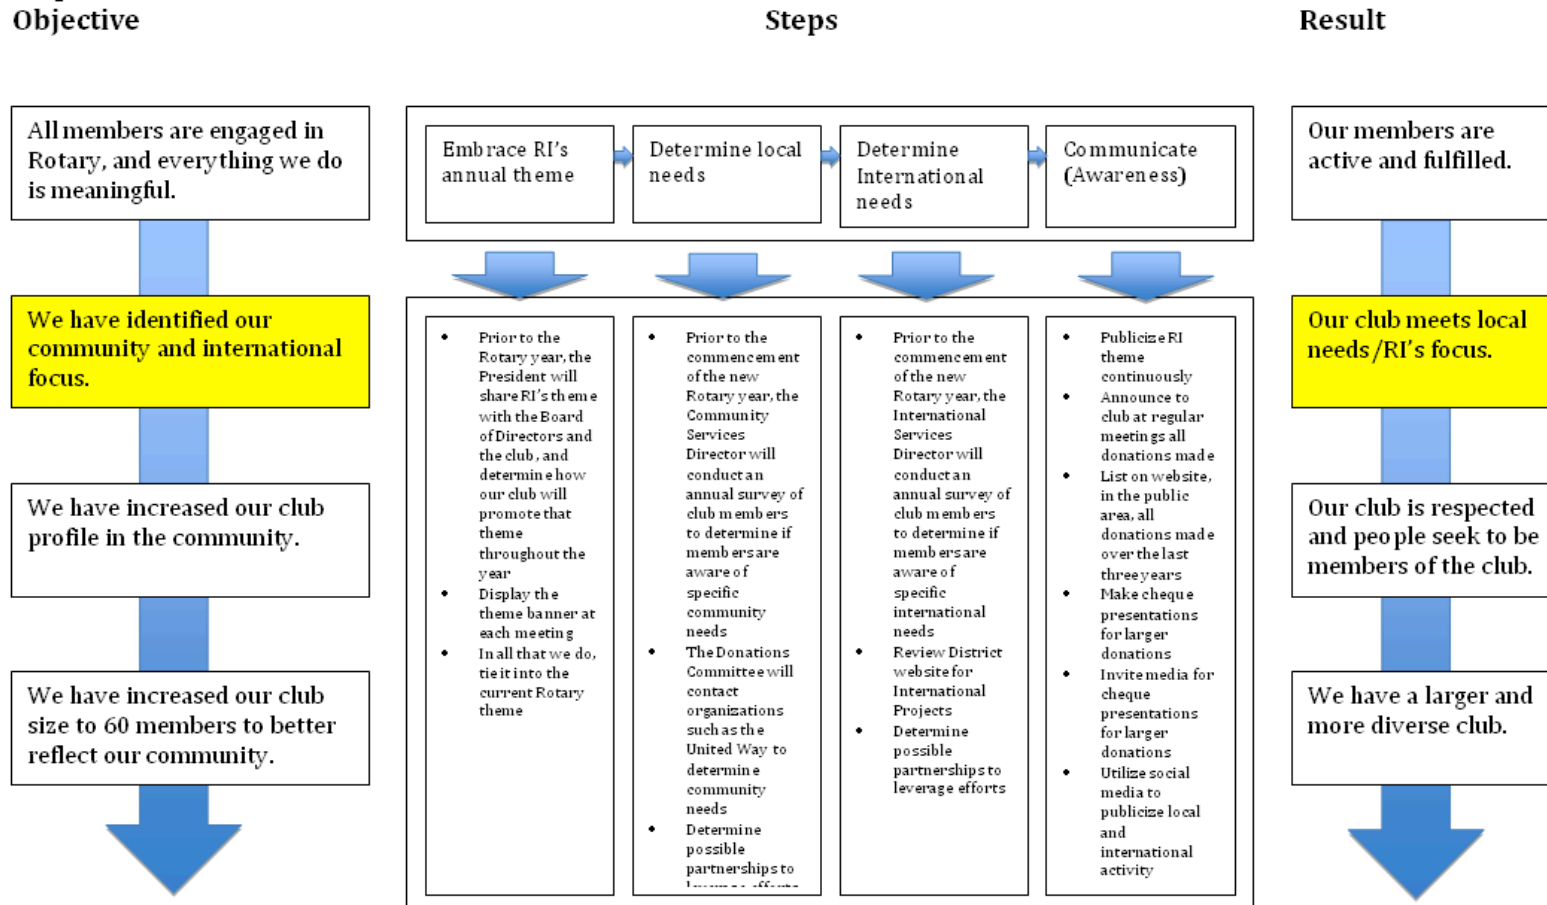 Objective
Steps
Result
All members are engaged in
Rotary, and everything we do
is meaningful.
We have identified our
community and international
focus.
We have increased our club
profile in the community.
We have increased our club
size to 60 members to better
reflect our community.
Embrace RI's
annual theme
Determine local
needs
Determine
International
needs
Communicate
(Awareness)
• Prior to the
Rotary year, the
President will
share RI's theme
with the Board
of Directors and
the club, and
determine how
our club will
promote that
theme
throughout the
year
• Display the
theme banner at
each meeting
• In all that we do,
tie it into the
current Rotary
theme
• Prior to the
commencement
of the new
Rotary year, the
Community
Services
Director will
conduct an
annual survey of
club members
to determine if
members are
aware of
specific
community
needs
• The Donations
Committee will
contact
organizations
such as the
United Way to
determine
community
needs
• Determine
possible
partnerships to
• Prior to the
commencement
of the new
Rotary year, the
International
Services
Director will
conduct an
annual survey of
club members
to determine if
members are
aware of
specific
international
needs
• Review District
website for
International
Projects
• Determine
possible
partnerships to
leverage efforts
• Publicize RI
theme
continuously
• Announce to
club at regular
meetings all
donations made
• List on website,
in the public
area, all
donations made
over the last
three years
• Make cheque
presentations
for larger
donations
• Invite media for
cheque
presentations
for larger
donations
• Utilize social
media to
publicize local
and
international
activity
Our members are
active and fulfilled.
Our club meets local
needs/RI's focus.
Our club is respected
and people seek to be
members of the club.
We have a larger and
more diverse club.